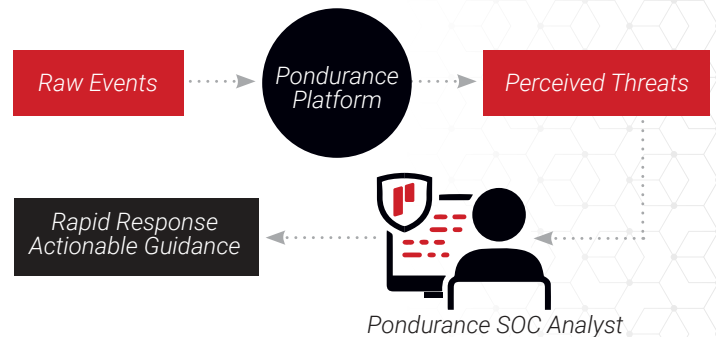 Raw Events
Pondurance
Platform
Perceived Threats
Rapid Response
Actionable Guidance
Pondurance SOC Analyst